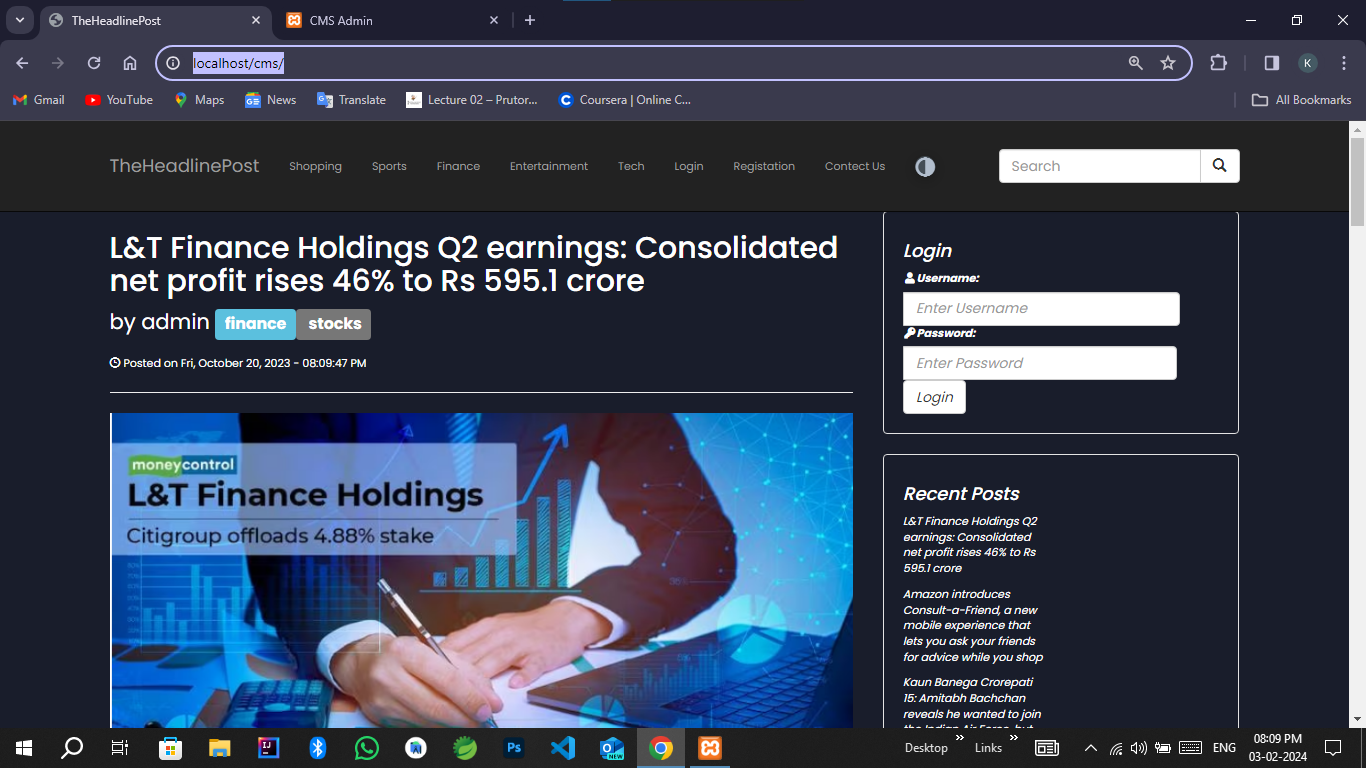 TheHeadlinePost
CMS Admin
localhost/cms/
K
Gmail
YouTube
Maps
News
Translate
Lecture 02 – Prutor...
Coursera | Online C...
All Bookmarks
TheHeadlinePost
Shopping
Sports
Finance
Entertainment
Tech
Login
Registation
Contect Us
Search
L&T Finance Holdings Q2 earnings: Consolidated
net profit rises 46% to Rs 595.1 crore
by admin finance stocks
Posted on Fri, October 20, 2023 - 08:09:47 PM
moneycontrol
L&T Finance Holdings
Citigroup offloads 4.88% stake
Login
Username:
Enter Username
Password:
Enter Password
Login
Recent Posts
L&T Finance Holdings Q2
earnings: Consolidated
net profit rises 46% to Rs
595.1 crore
Amazon introduces
Consult-a-Friend, a new
mobile experience that
lets you ask your friends
for advice while you shop
Kaun Banega Crorepati
15: Amitabh Bachchan
reveals he wanted to join
the Indian Air Force, but
Desktop
Links
ENG
08:09 PM
03-02-2024